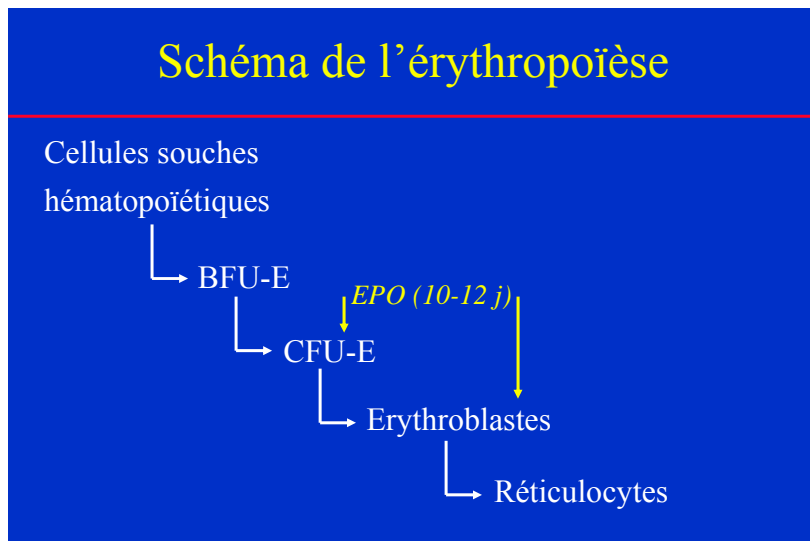 Schéma de l’érythropoïèse
Cellules souches
hématopoïétiques
BFU-E
EPO (10-12 j)
CFU-E
Erythroblastes
Réticulocytes